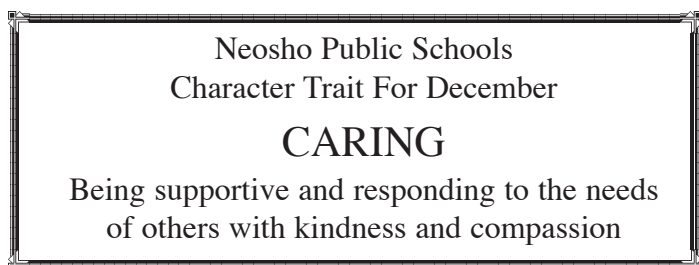 Neosho Public Schools
Character Trait For December
CARING
Being supportive and responding to the needs
of others with kindness and compassion